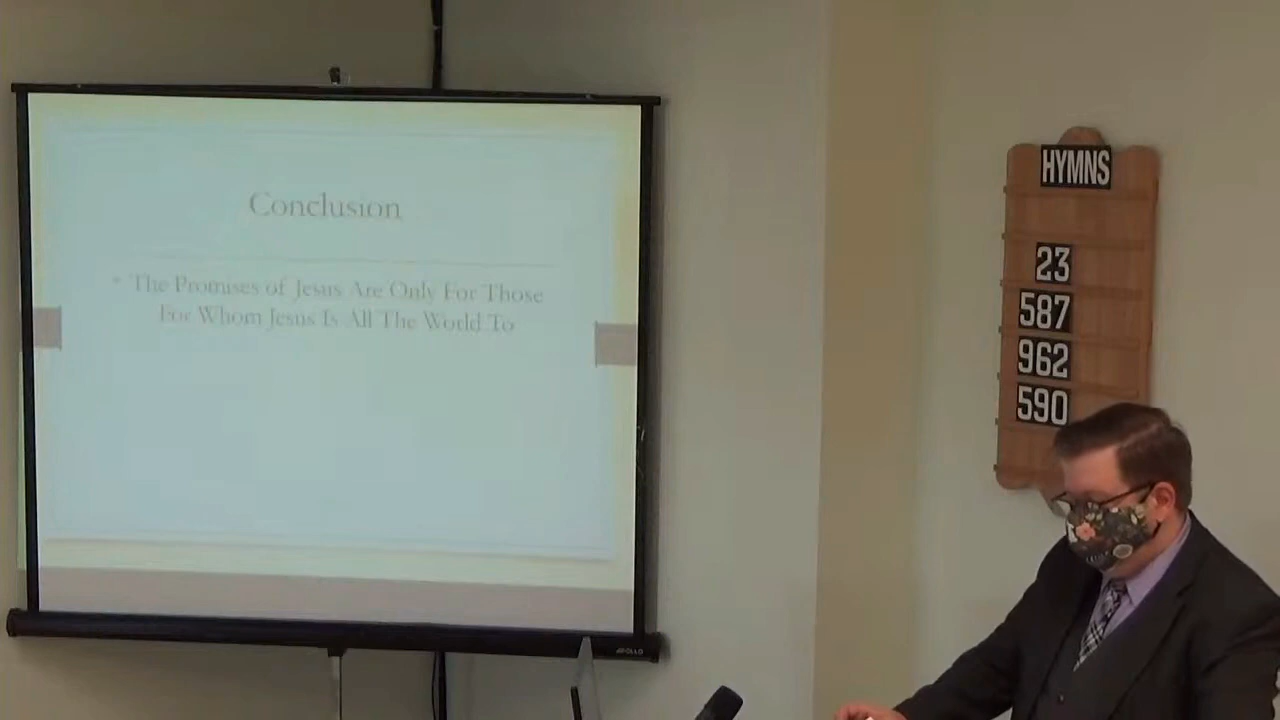 Conclusion
• The Promises of Jesus Are Only For Those
For Whom Jesus Is All The World To
APOLLO
HYMNS
23
587
962
590